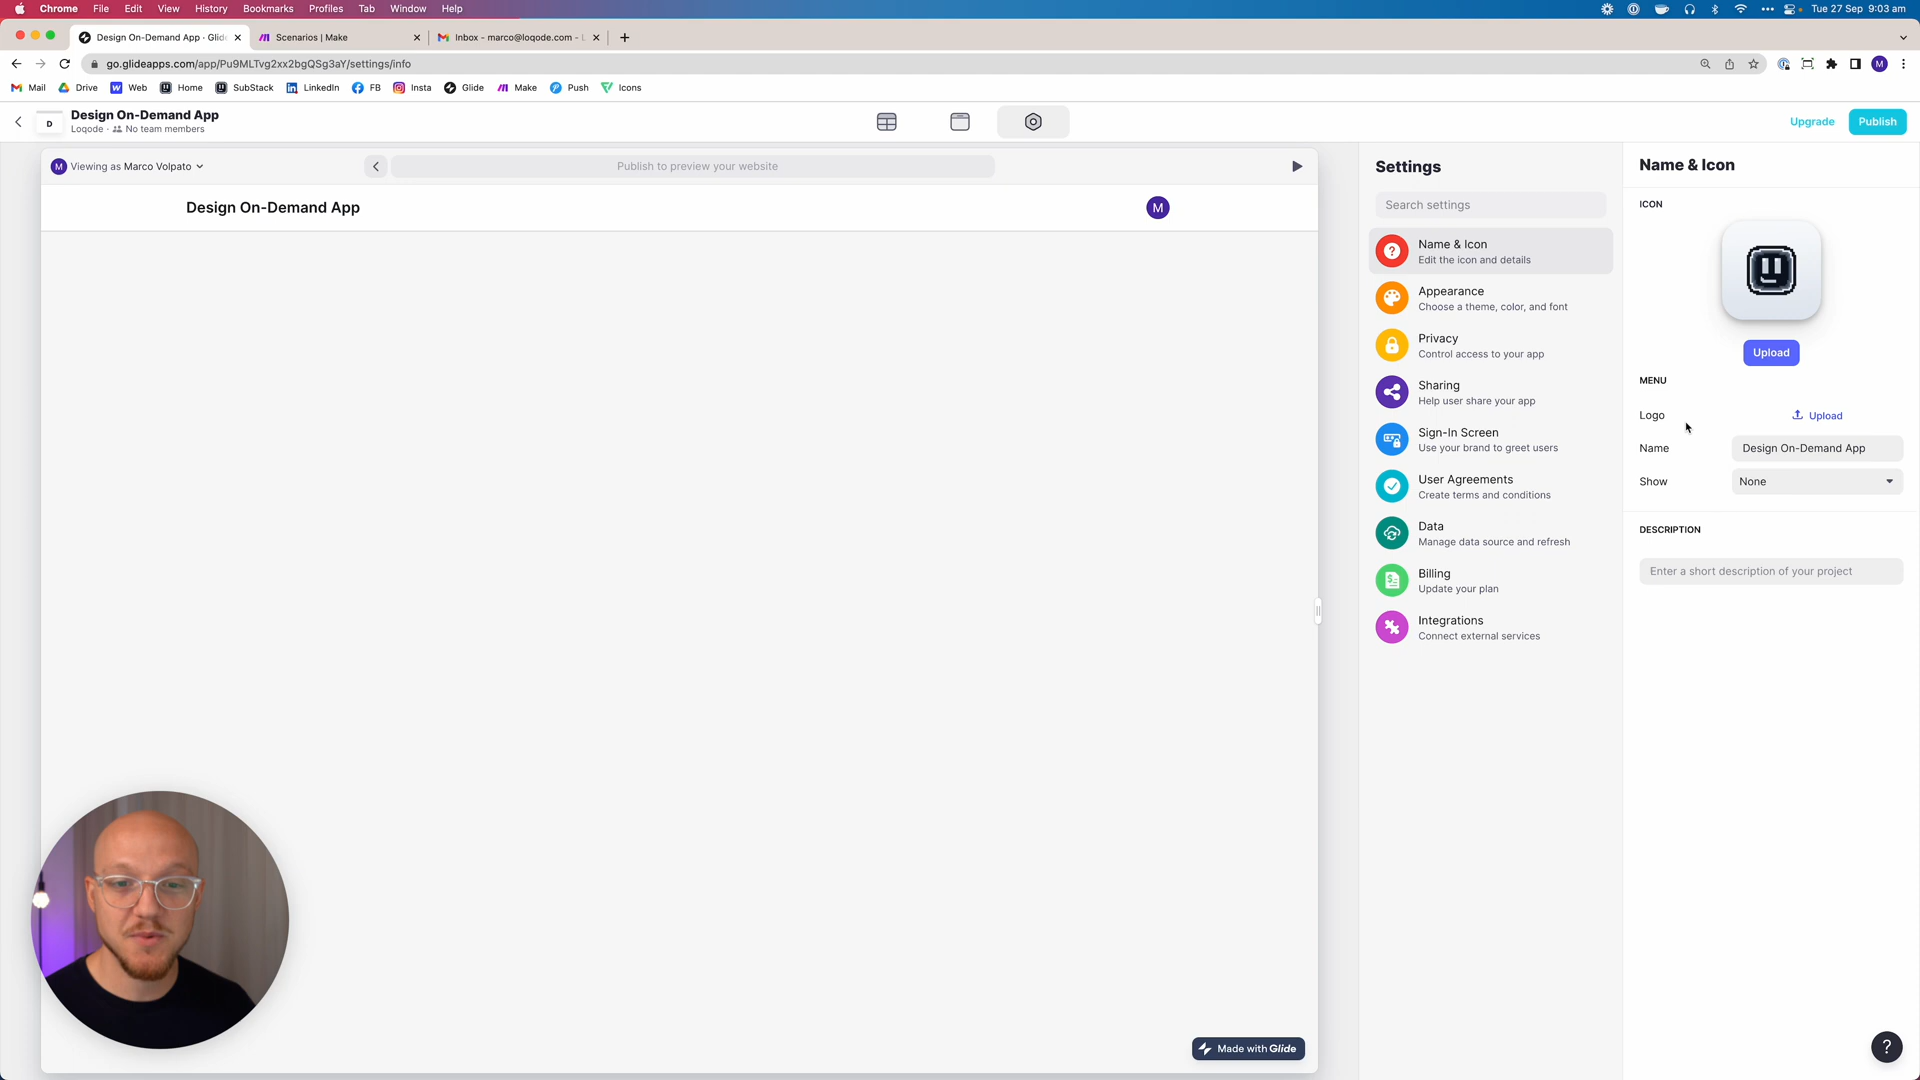 Chrome File Edit View History Bookmarks Profiles Tab Window Help
Tue 27 Sep 9:03 am
Design On-Demand App · Glid
Scenarios | Make
Inbox - marco@loqode.com - L
go.glideapps.com/app/Pu9MLTvg2xx2bgQSg3aY/settings/info
Mail Drive Web Home SubStack LinkedIn FB Insta Glide Make Push Icons
D
Design On-Demand App
Loqode · No team members
Upgrade
Publish
M Viewing as Marco Volpato
Publish to preview your website
Design On-Demand App
M
Made with Glide
Settings
Search settings
Name & Icon
Edit the icon and details
Appearance
Choose a theme, color, and font
Privacy
Control access to your app
Sharing
Help user share your app
Sign-In Screen
Use your brand to greet users
User Agreements
Create terms and conditions
Data
Manage data source and refresh
Billing
Update your plan
Integrations
Connect external services
Name & Icon
ICON
Upload
MENU
Logo Upload
Name Design On-Demand App
Show None
DESCRIPTION
Enter a short description of your project
?